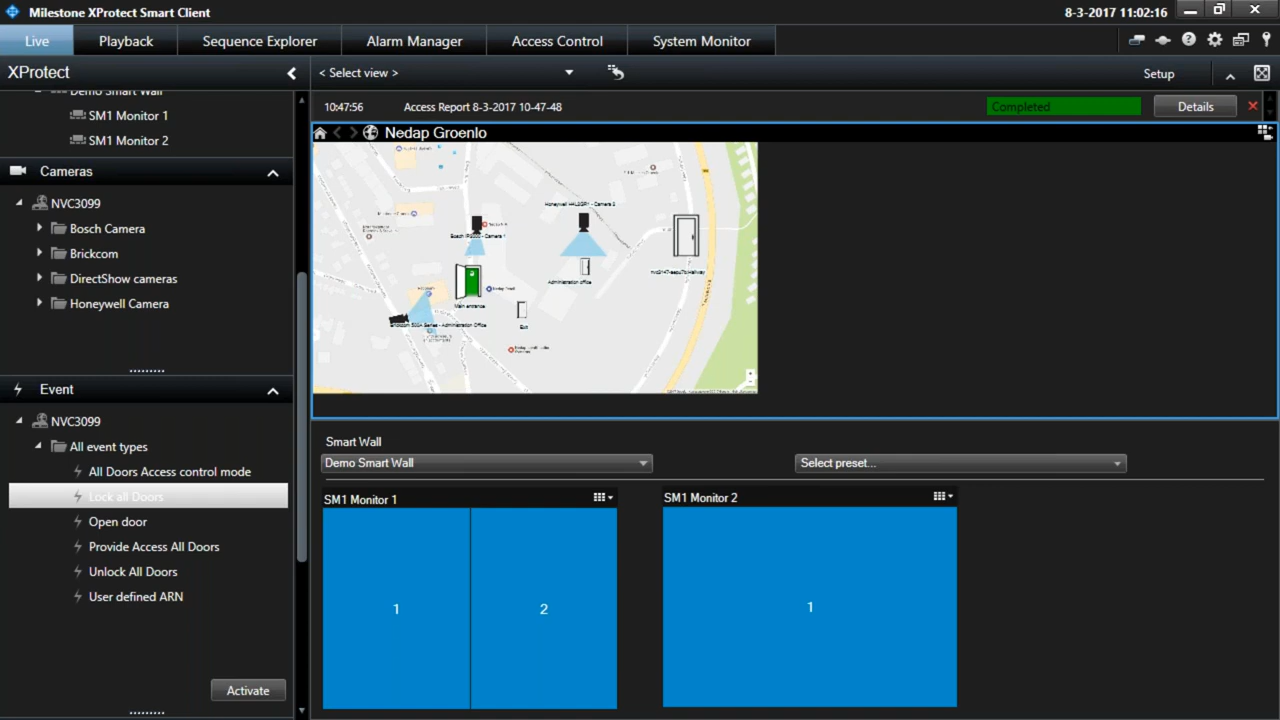 Milestone XProtect Smart Client
8-3-2017 11:02:16
Live
Playback
Sequence Explorer
Alarm Manager
Access Control
System Monitor
XProtect
< Select view >
Setup
Demo Smart Wall
SM1 Monitor 1
SM1 Monitor 2
10:47:56
Access Report 8-3-2017 10-47-48
Completed
Details
Nedap Groenlo
Honeywell HALSGRY - Camera 2
Administration office
Main entrance
Exit
Cameras
NVC3099
Bosch Camera
Brickcom
DirectShow cameras
Honeywell Camera
Event
NVC3099
All event types
All Doors Access control mode
Lock all Doors
Open door
Provide Access All Doors
Unlock All Doors
User defined ARN
Activate
Smart Wall
Demo Smart Wall
Select preset...
SM1 Monitor 1
1
2
SM1 Monitor 2
1